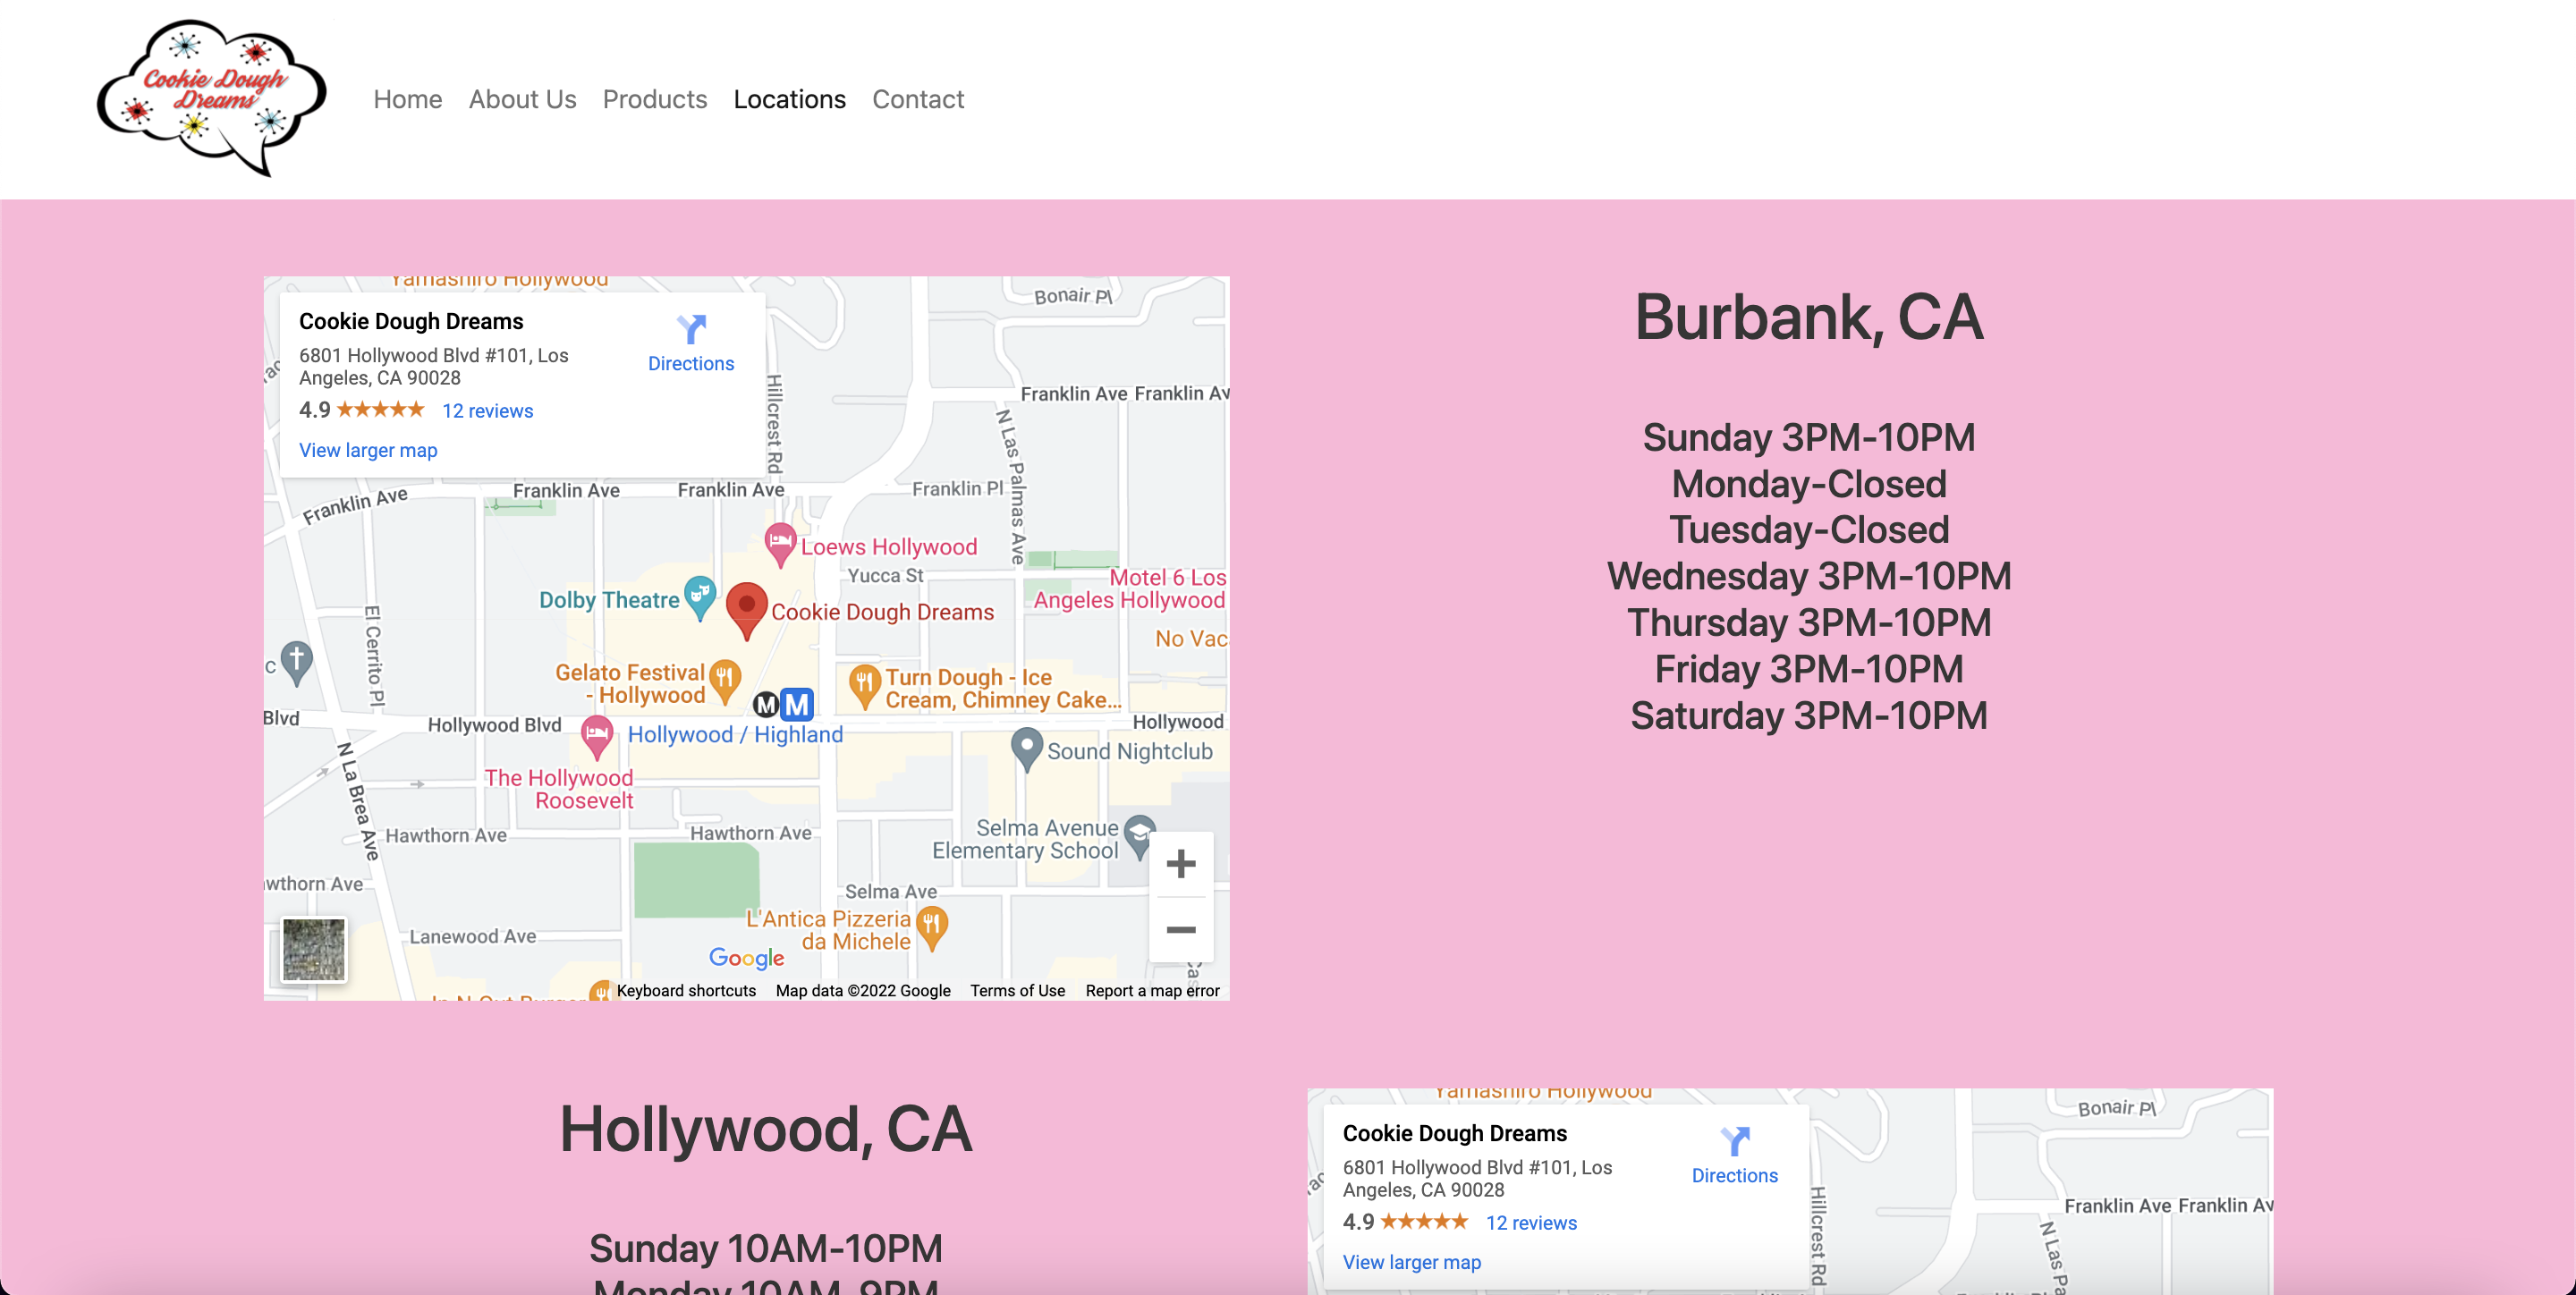 Cookie Dough
Dreams
Home About Us Products Locations Contact
Yamashiro Hollywood
Cookie Dough Dreams
6801 Hollywood Blvd #101, Los
Angeles, CA 90028
Directions
4.9 12 reviews
View larger map
Bonair Pl
Hillcrest Rd
Franklin Ave Franklin Av
N Las Palmas Ave
Franklin Ave
Franklin Ave
Franklin Ave
Franklin Pl
Loews Hollywood
Yucca St
Motel 6 Los
Angeles Hollywood
Dolby Theatre
Cookie Dough Dreams
El Cerrito Pl
No Vac
C
Gelato Festival
- Hollywood
Turn Dough - Ice
Cream, Chimney Cake...
M M
Blvd
Hollywood Blvd
Hollywood
Hollywood / Highland
Sound Nightclub
N La Brea Ave
The Hollywood
Roosevelt
Hawthorn Ave
Hawthorn Ave
Selma Avenue
Elementary School
wthorn Ave
Selma Ave
L'Antica Pizzeria
da Michele
Lanewood Ave
Google
In-N-Out Burger
Keyboard shortcuts Map data ©2022 Google Terms of Use Report a map error
Burbank, CA
Sunday 3PM-10PM
Monday-Closed
Tuesday-Closed
Wednesday 3PM-10PM
Thursday 3PM-10PM
Friday 3PM-10PM
Saturday 3PM-10PM
Hollywood, CA
Sunday 10AM-10PM
Monday 10AM-9PM
Yamashiro Hollywood
Cookie Dough Dreams
6801 Hollywood Blvd #101, Los
Angeles, CA 90028
Directions
4.9 12 reviews
View larger map
Bonair Pl
Hillcrest Rd
Franklin Ave Franklin Av
N Las Pa